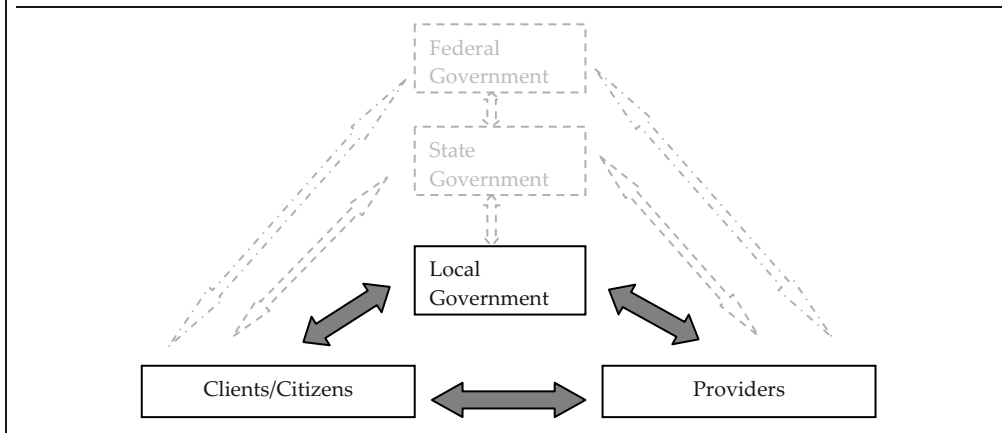 Federal
Government
State
Government
Local
Government
Clients/Citizens
Providers